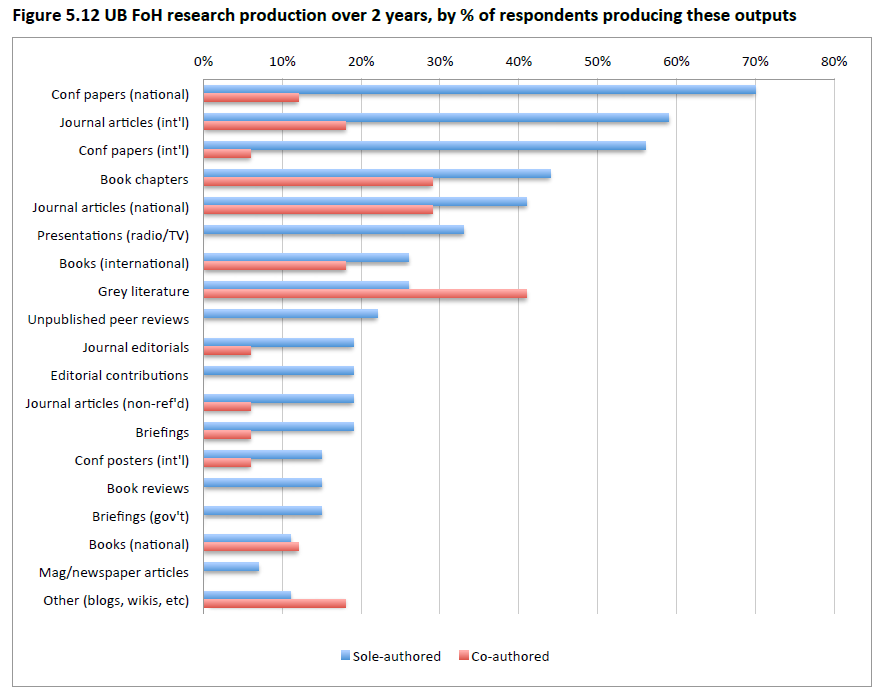 Figure 5.12 UB FoH research production over 2 years, by % of respondents producing these outputs
0% 10% 20% 30% 40% 50% 60% 70% 80%
Conf papers (national)
Journal articles (int'l)
Conf papers (int'l)
Book chapters
Journal articles (national)
Presentations (radio/TV)
Books (international)
Grey literature
Unpublished peer reviews
Journal editorials
Editorial contributions
Journal articles (non-ref'd)
Briefings
Conf posters (int'l)
Book reviews
Briefings (gov't)
Books (national)
Mag/newspaper articles
Other (blogs, wikis, etc)
Sole-authored Co-authored